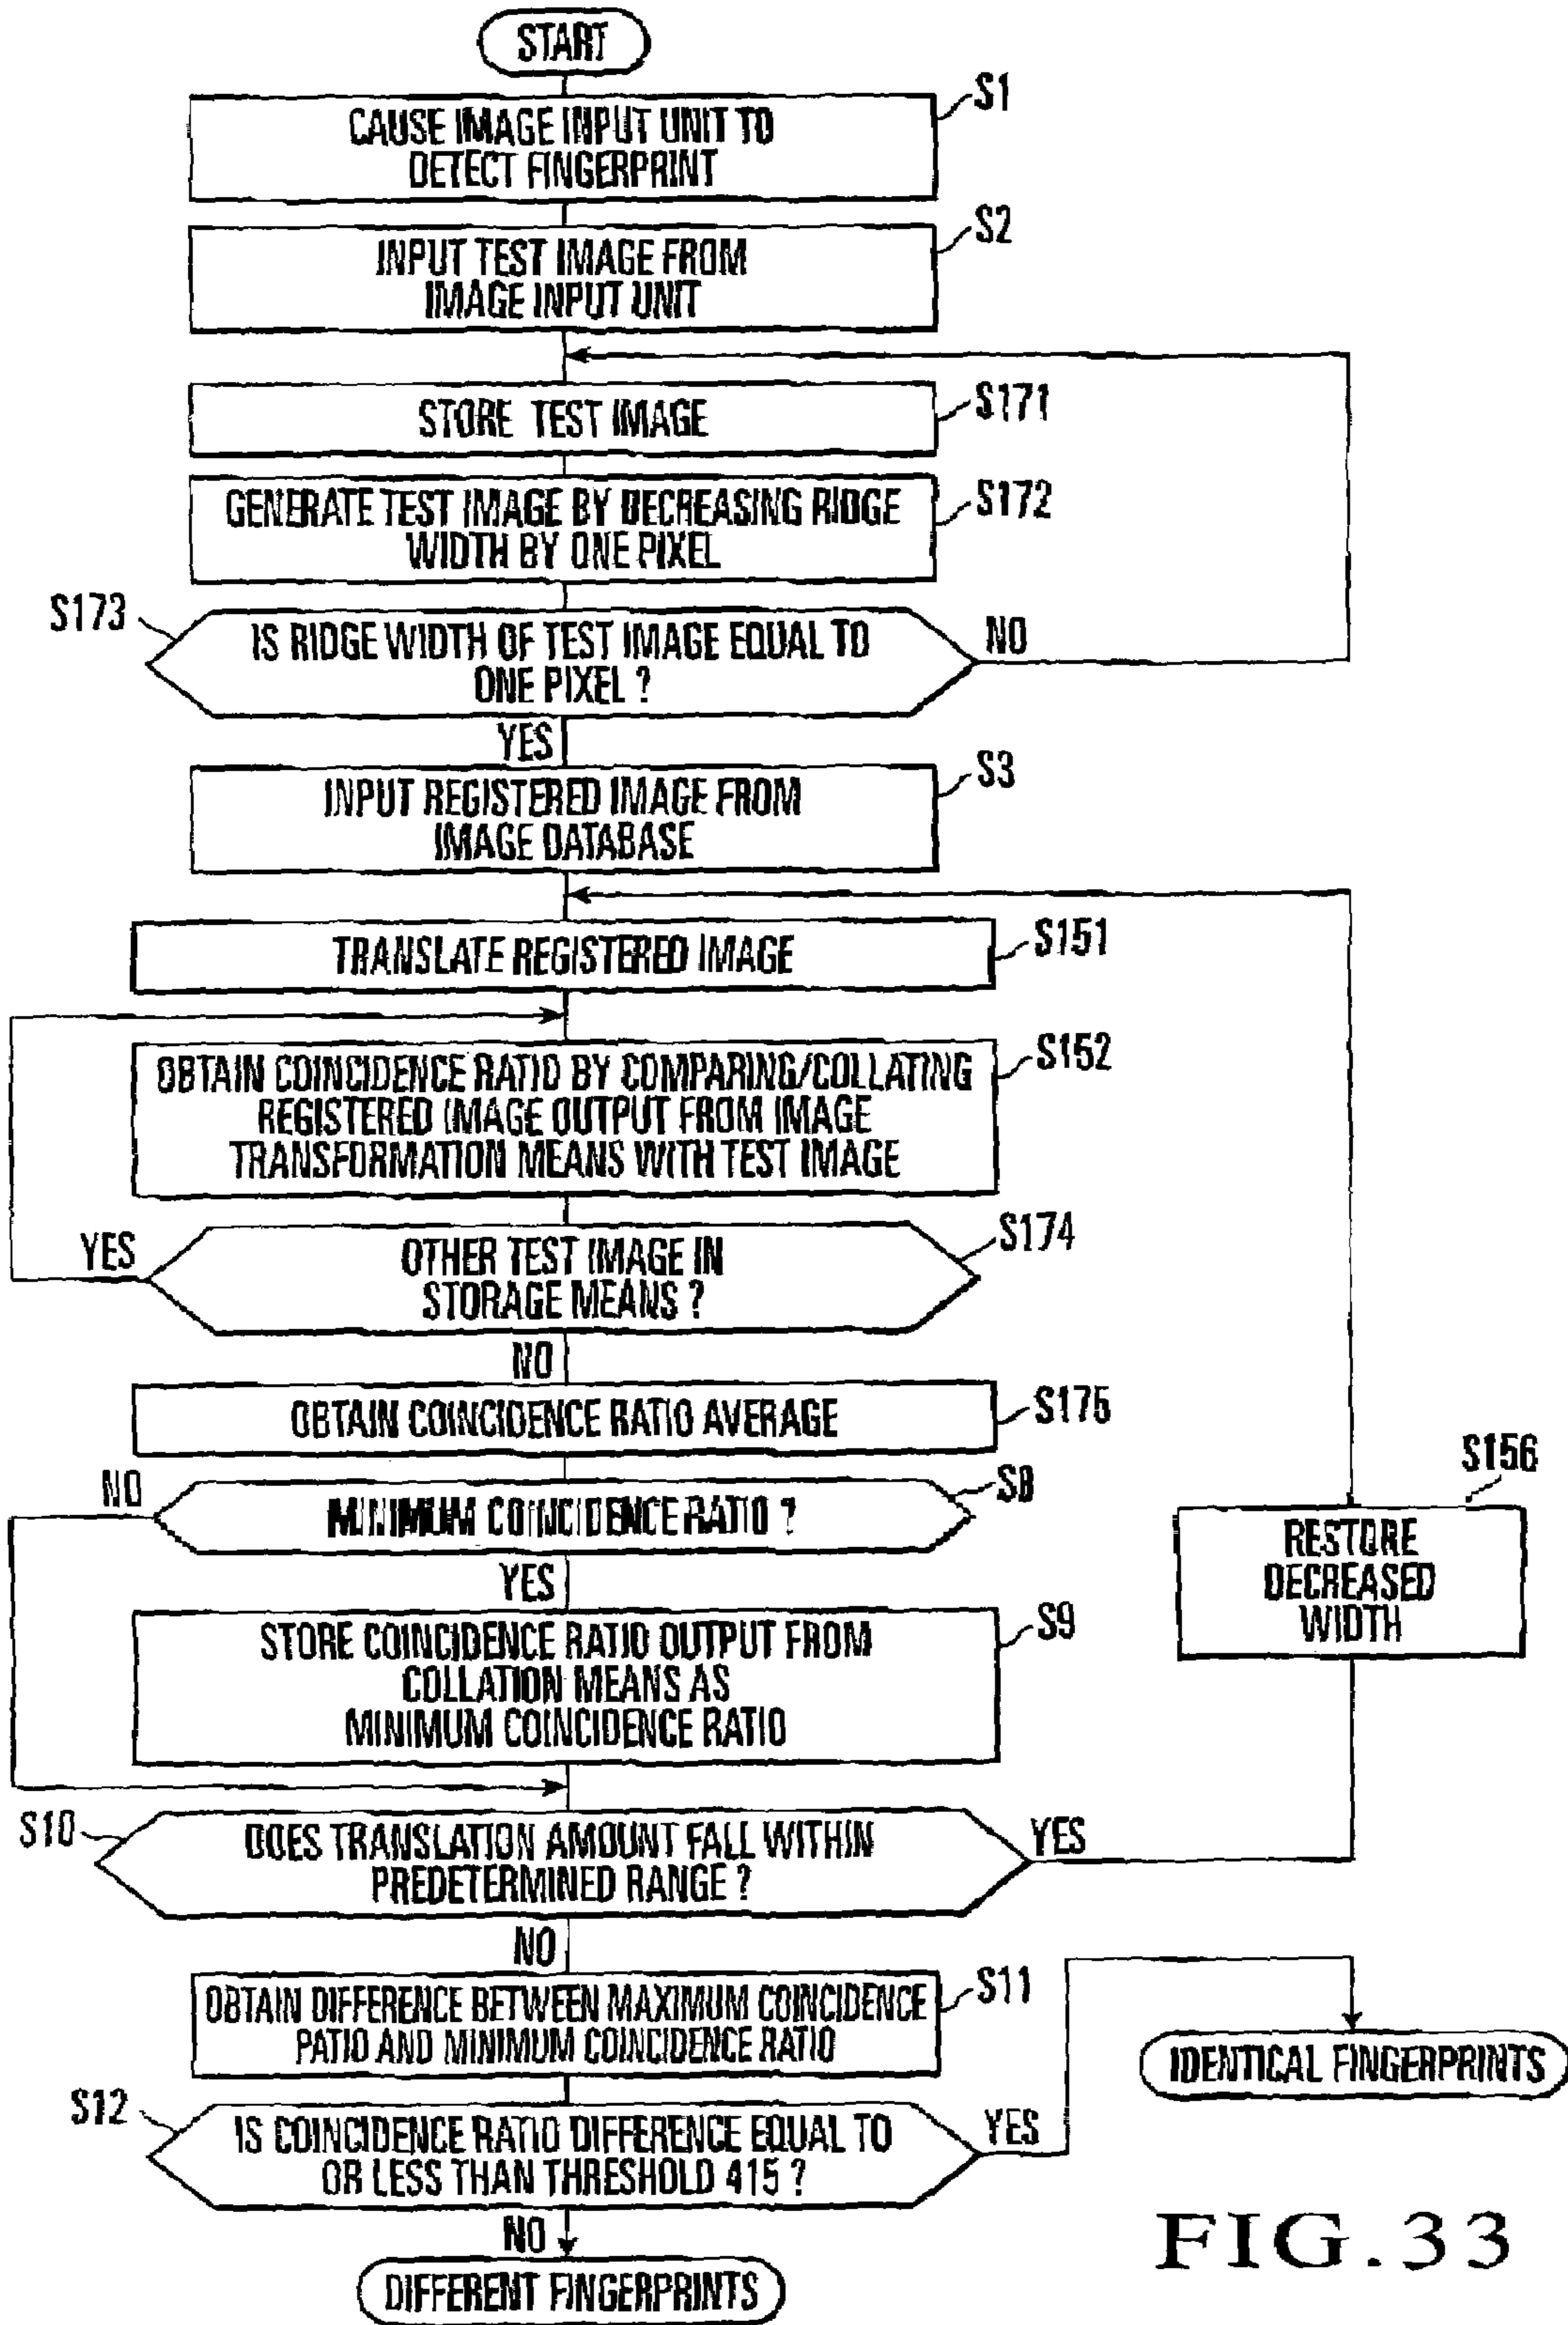 START
S1
CAUSE IMAGE INPUT UNIT TO
DETECT FINGERPRINT
S2
INPUT TEST IMAGE FROM
IMAGE INPUT UNIT
S171
STORE TEST IMAGE
S172
GENERATE TEST IMAGE BY DECREASING RIDGE
WIDTH BY ONE PIXEL
S173
IS RIDGE WIDTH OF TEST IMAGE EQUAL TO
ONE PIXEL ?
NO
YES
S3
INPUT REGISTERED IMAGE FROM
IMAGE DATABASE
S151
TRANSLATE REGISTERED IMAGE
S152
OBTAIN COINCIDENCE RATIO BY COMPARING/COLLATING
REGISTERED IMAGE OUTPUT FROM IMAGE
TRANSFORMATION MEANS WITH TEST IMAGE
S174
YES
OTHER TEST IMAGE IN
STORAGE MEANS ?
NO
S175
OBTAIN COINCIDENCE RATIO AVERAGE
S156
RESTORE
DECREASED
WIDTH
S8
NO
MINIMUM COINCIDENCE RATIO ?
YES
S9
STORE COINCIDENCE RATIO OUTPUT FROM
COLLATION MEANS AS
MINIMUM COINCIDENCE RATIO
S10
DOES TRANSLATION AMOUNT FALL WITHIN
PREDETERMINED RANGE ?
YES
NO
S11
OBTAIN DIFFERENCE BETWEEN MAXIMUM COINCIDENCE
PATIO AND MINIMUM COINCIDENCE RATIO
IDENTICAL FINGERPRINTS
S12
IS COINCIDENCE RATIO DIFFERENCE EQUAL TO
OR LESS THAN THRESHOLD 415 ?
YES
NO
DIFFERENT FINGERPRINTS
FIG.33